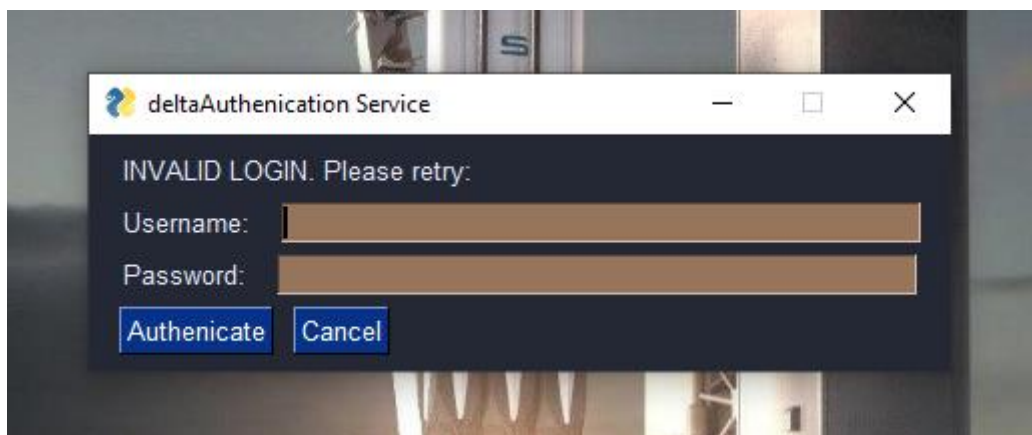 S
deltaAuthenication Service
INVALID LOGIN. Please retry:
Username:
Password:
Authenicate Cancel